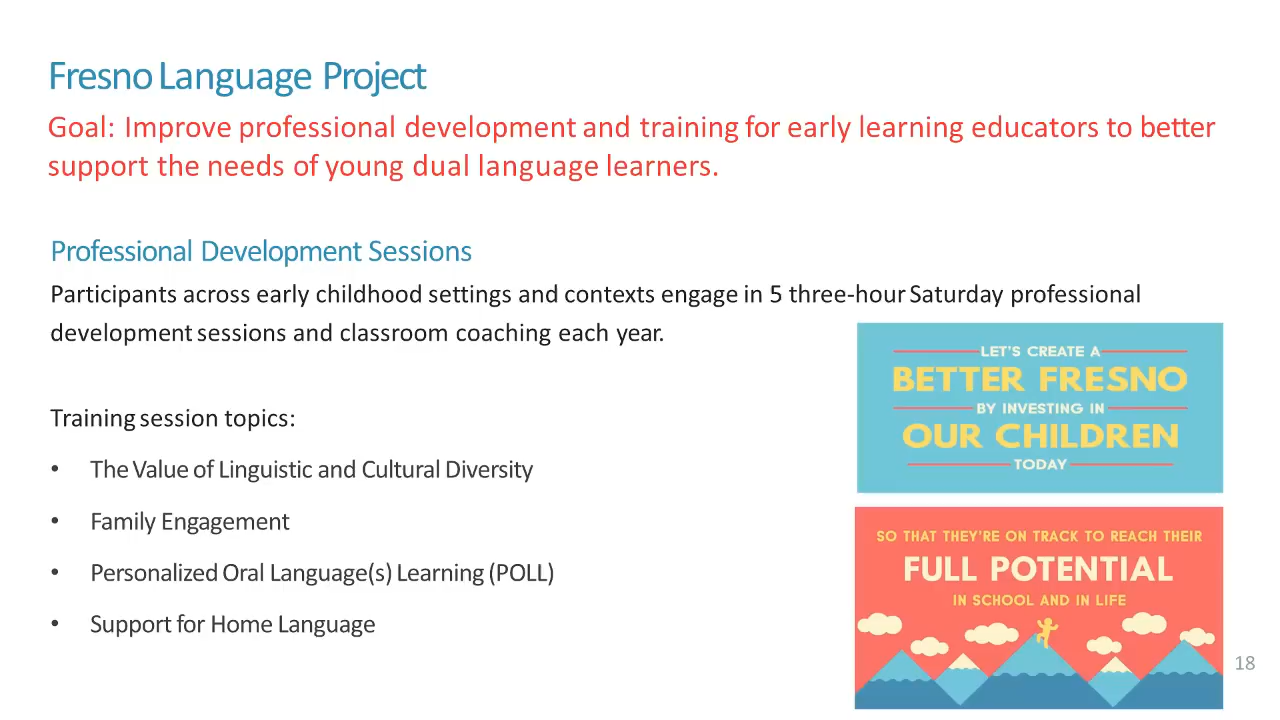 Fresno Language Project
Goal: Improve professional development and training for early learning educators to better
support the needs of young dual language learners.
Professional Development Sessions
Participants across early childhood settings and contexts engage in 5 three-hour Saturday professional
development sessions and classroom coaching each year.
Training session topics:
• The Value of Linguistic and Cultural Diversity
• Family Engagement
• Personalized Oral Language(s) Learning (POLL)
• Support for Home Language
LET'S CREATE A
BETTER FRESNO
BY INVESTING IN
OUR CHILDREN
TODAY
SO THAT THEY'RE ON TRACK TO REACH THEIR
FULL POTENTIAL
IN SCHOOL AND IN LIFE
18